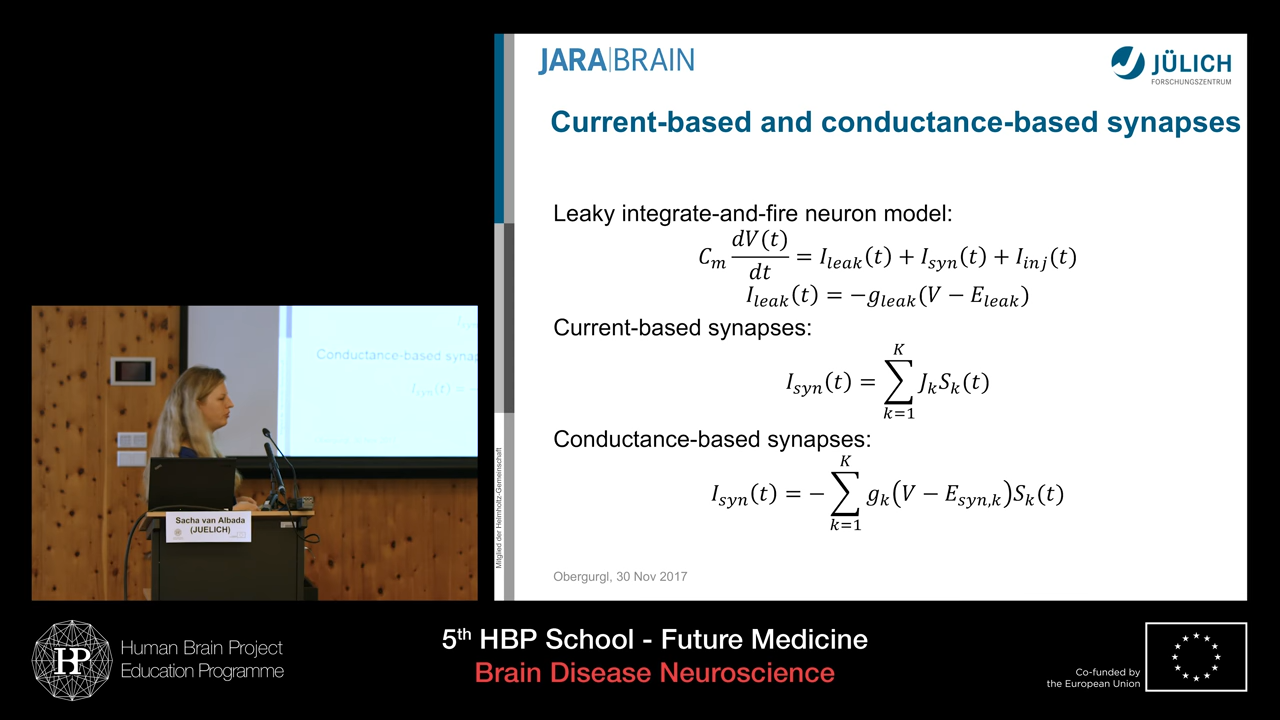 JARA|BRAIN
JÜLICH
FORSCHUNGSZENTRUM
Current-based and conductance-based synapses
Leaky integrate-and-fire neuron model:
C_m dV(t)/dt = I_leak(t) + I_syn(t) + I_inj(t)
I_leak(t) = −g_leak(V − E_leak)
Current-based synapses:
I_syn(t) = ∑_{k=1}^{K} J_k S_k(t)
Conductance-based synapses:
I_syn(t) = − ∑_{k=1}^{K} g_k(V − E_syn,k)S_k(t)
Mitglied der Helmholtz-Gemeinschaft
Obergurgl, 30 Nov 2017
Conductance-based synap
Sacha van Albada
(JUELICH)
HBP
Human Brain Project
Education Programme
5th HBP School - Future Medicine
Brain Disease Neuroscience
Co-funded by
the European Union